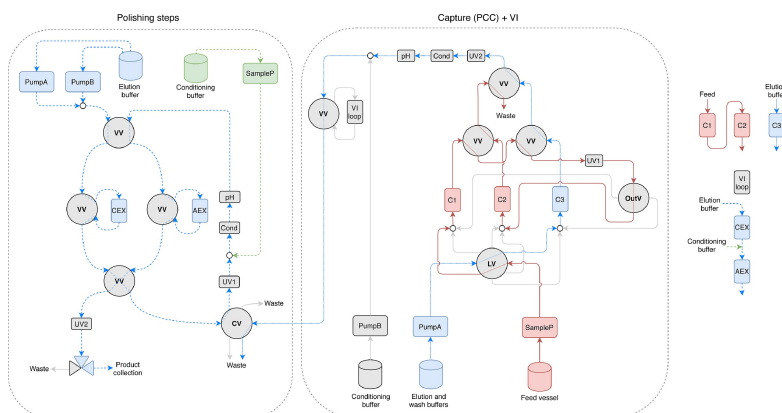 Polishing steps
Capture (PCC) + VI
PumpA
PumpB
Elution
buffer
Conditioning
buffer
SampleP
VV
VV
CEX
VV
AEX
pH
Cond
UV1
VV
UV2
Waste
Product
collection
CV
Waste
Waste
pH
Cond
UV2
VV
VI
loop
VV
Waste
VV
VV
UV1
C1
C2
C3
OutV
LV
PumpB
PumpA
SampleP
Conditioning
buffer
Elution and
wash buffers
Feed vessel
Feed
C1
C2
C3
VI
loop
Elution
buffer
CEX
Conditioning
buffer
AEX